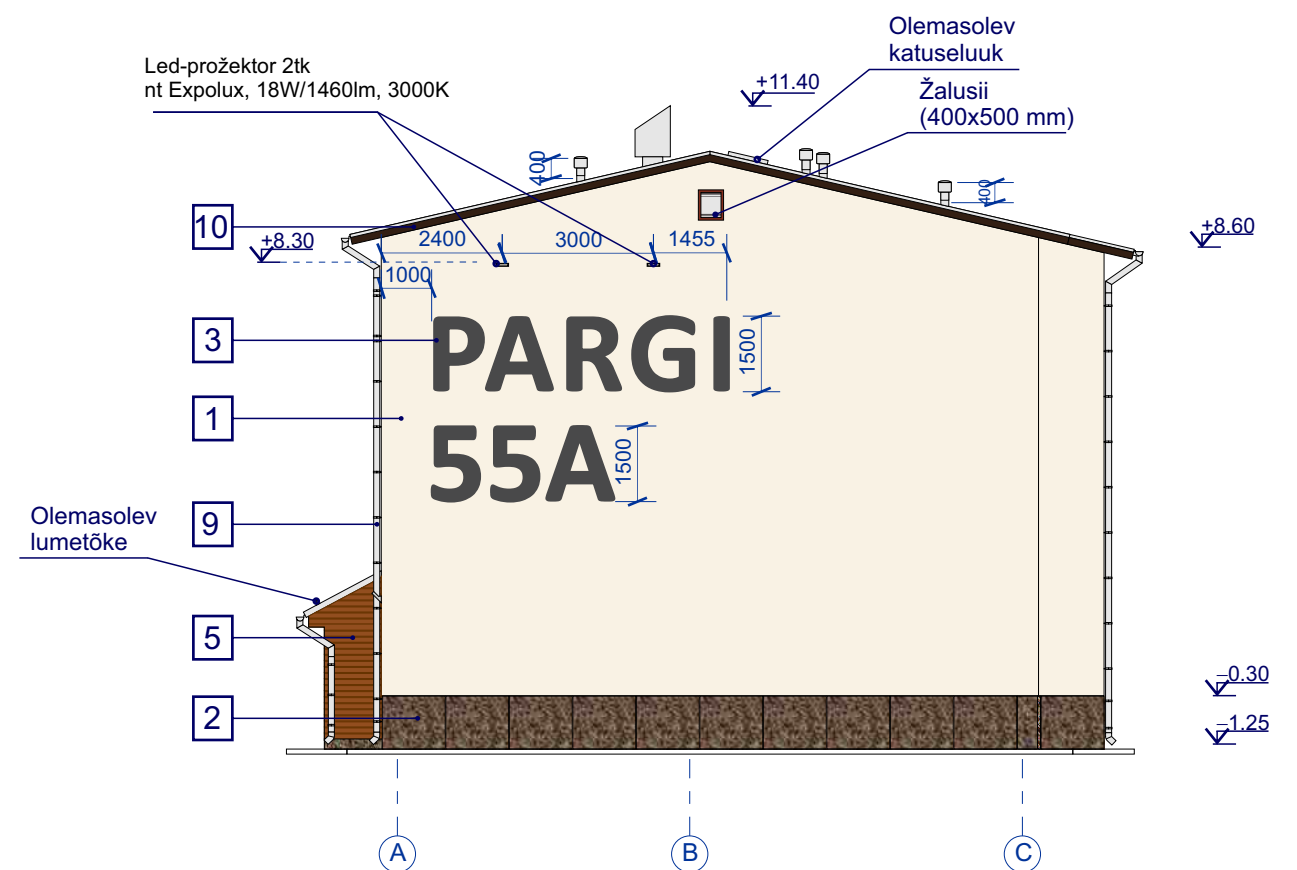 Olemasolev
katuseluuk
Led-prožektor 2tk
nt Expolux, 18W/1460lm, 3000K
+11.40
Žalusii
(400x500 mm)
400
400
10
+8.30
2400
3000
1455
+8.60
1000
3
PARGI
1500
1
55A
1500
9
Olemasolev
lumetõke
5
2
–0.30
–1.25
A
B
C